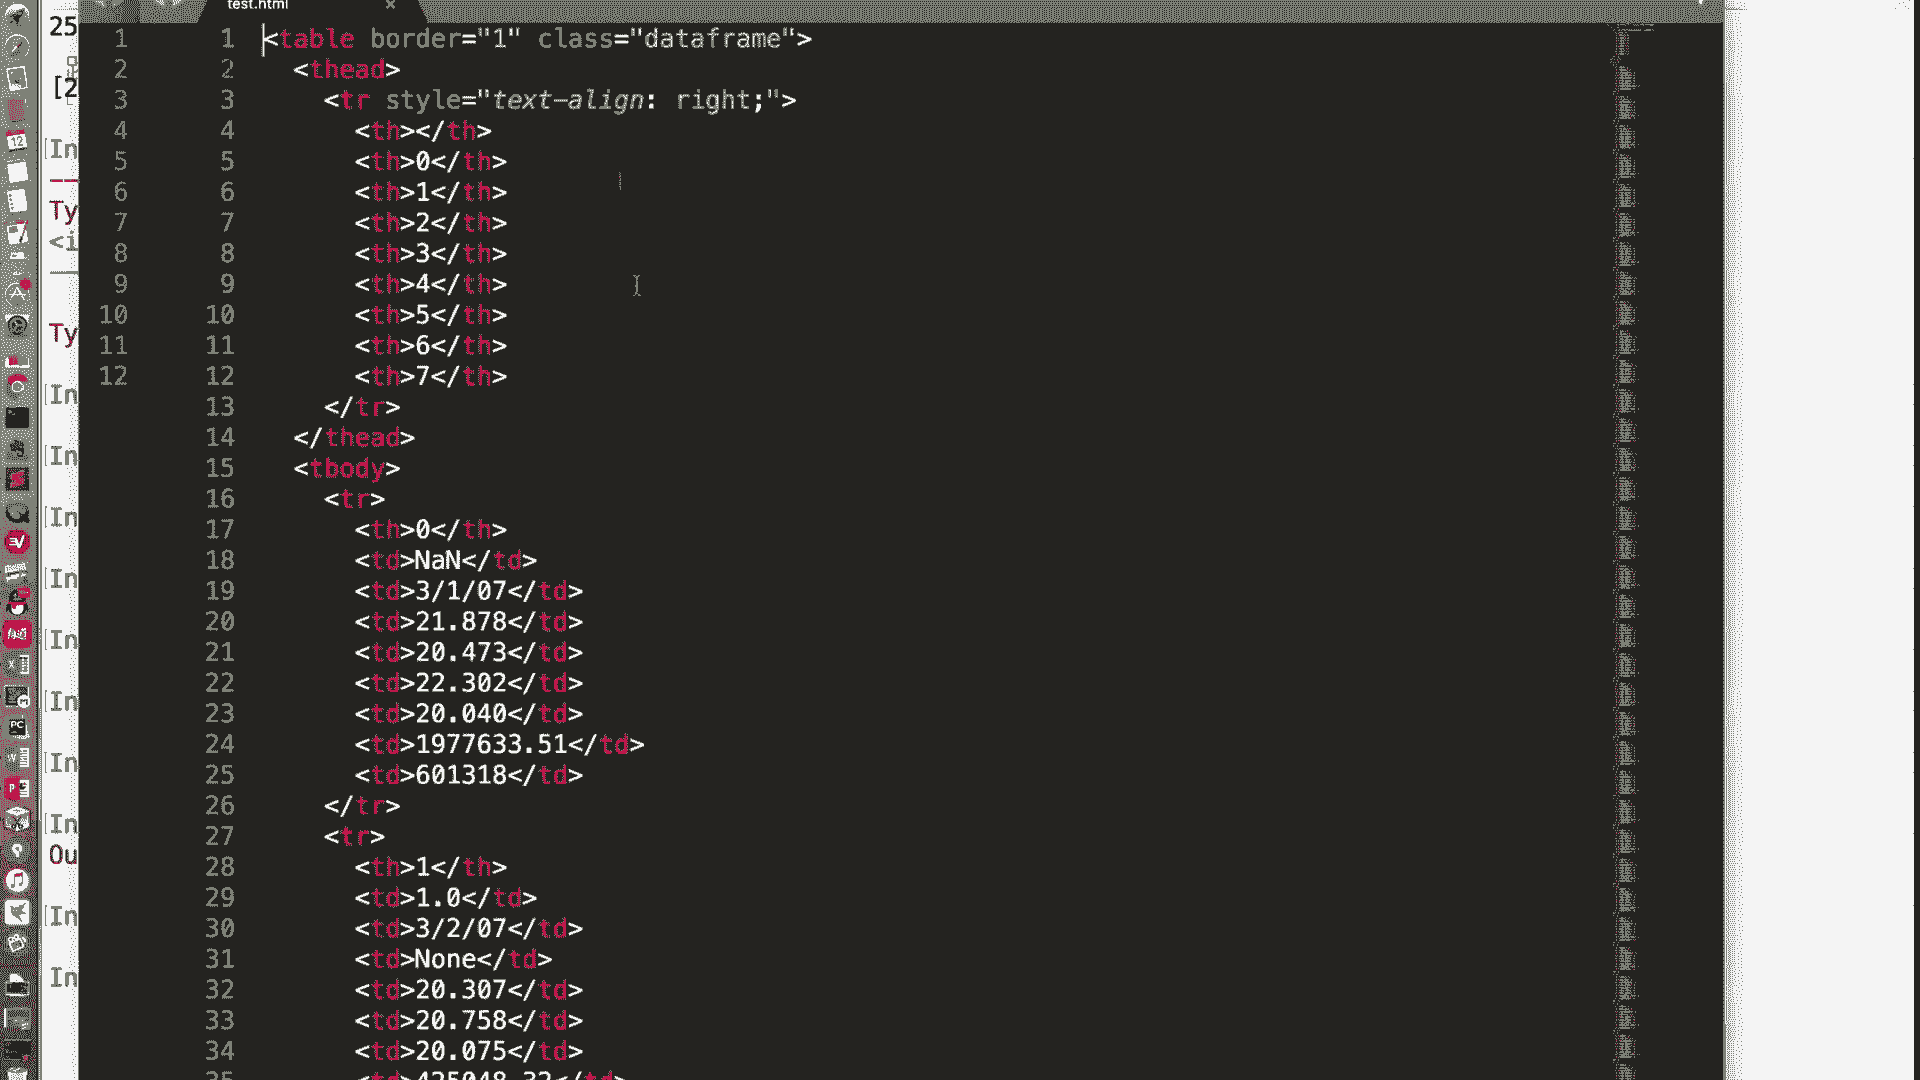 test.html ×
1 1 <table border="1" class="dataframe">
2 2 <thead>
3 3 <tr style="text-align: right;">
4 4 <th></th>
5 5 <th>0</th>
6 6 <th>1</th>
7 7 <th>2</th>
8 8 <th>3</th>
9 9 <th>4</th>
10 10 <th>5</th>
11 11 <th>6</th>
12 12 <th>7</th>
13 </tr>
14 </thead>
15 <tbody>
16 <tr>
17 <th>0</th>
18 <td>NaN</td>
19 <td>3/1/07</td>
20 <td>21.878</td>
21 <td>20.473</td>
22 <td>22.302</td>
23 <td>20.040</td>
24 <td>1977633.51</td>
25 <td>601318</td>
26 </tr>
27 <tr>
28 <th>1</th>
29 <td>1.0</td>
30 <td>3/2/07</td>
31 <td>None</td>
32 <td>20.307</td>
33 <td>20.758</td>
34 <td>20.075</td>
35 <td>425048.32</td>
25
[2
[In
Ty
<i
Ty
[In
[In
[In
[In
[In
[In
[In
[In
Ou
[In
In